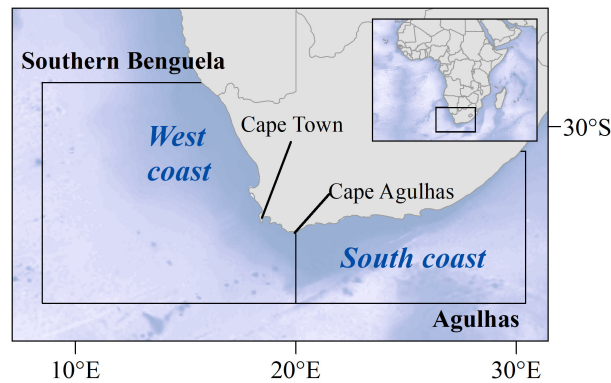 Southern Benguela
West
coast
Cape Town
Cape Agulhas
South coast
Agulhas
30°S
10°E
20°E
30°E